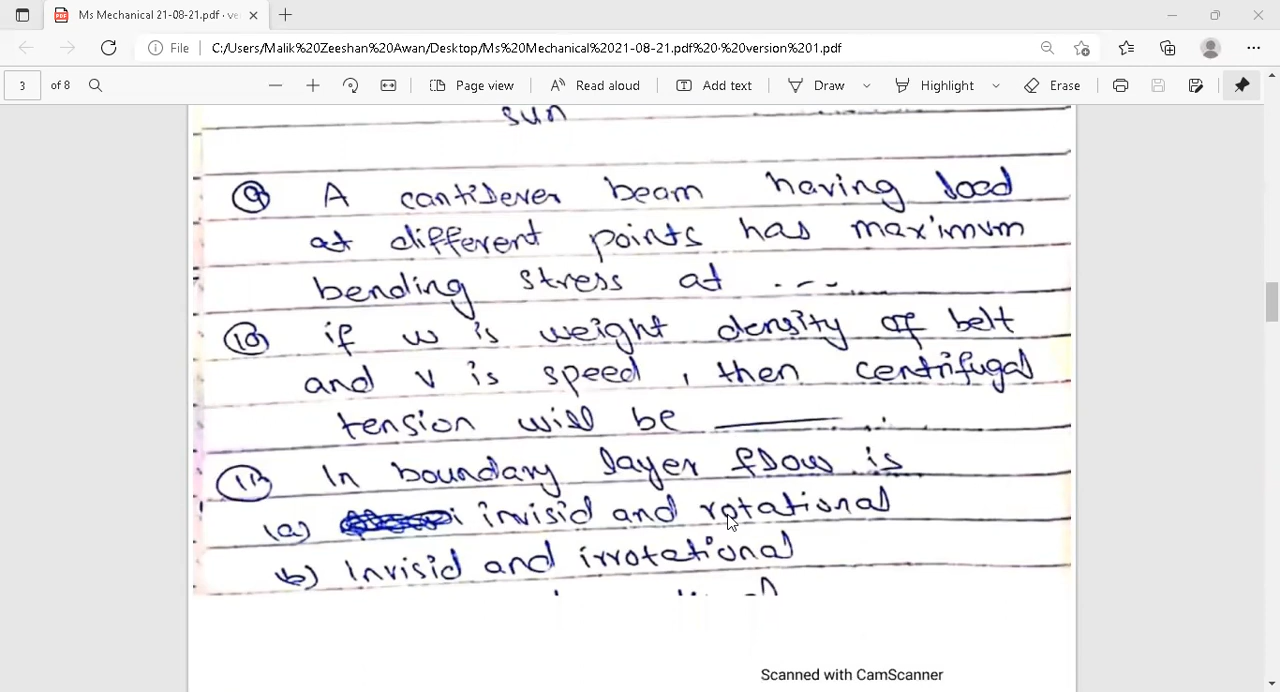 Ms Mechanical 21-08-21.pdf - ve
File
C:/Users/Malik%20Zeeshan%20Awan/Desktop/Ms%20Mechanical%2021-08-21.pdf%20%20version%201.pdf
3 of 8
Page view
Read aloud
Add text
Draw
Highlight
Erase
sun
⑨ A cantilever beam having load
at different points has maximum
bending stress at .....
⑩ if w is weight density of belt
and v is speed, then centrifugal
tension will be ______ .
⑪ In boundary layer flow is
(a) invisid and rotational
(b) Invisid and irrotational
Scanned with CamScanner